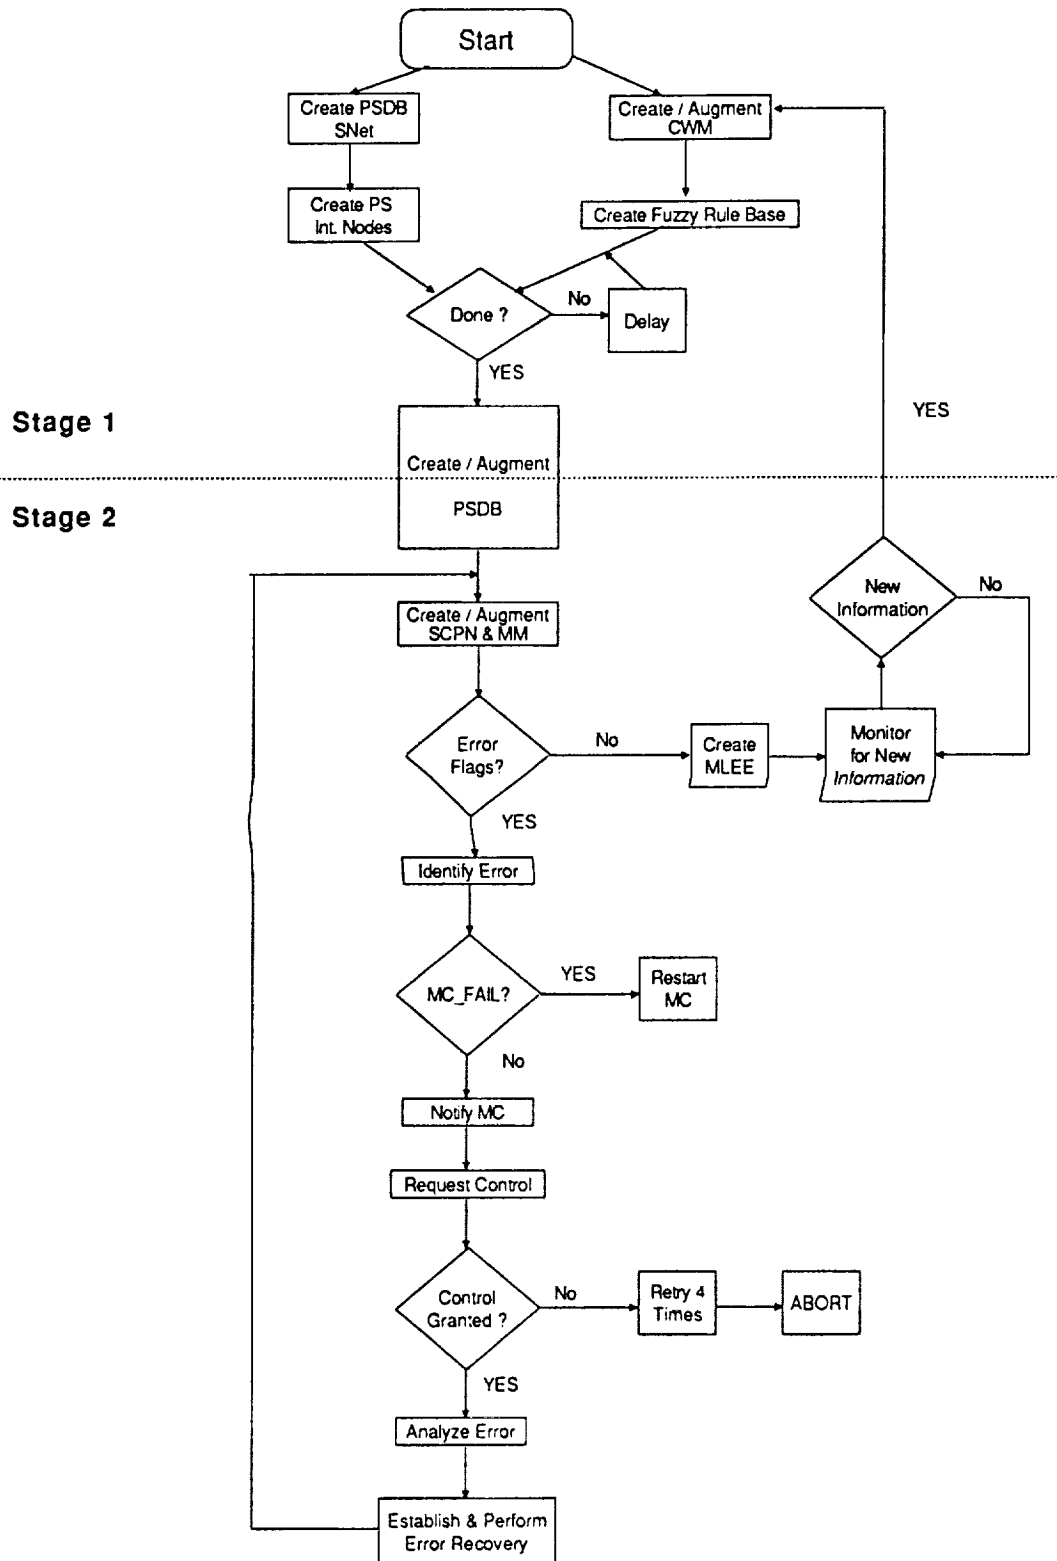 Start
Create PSDB
SNet
Create / Augment
CWM
Create PS
Int. Nodes
Create Fuzzy Rule Base
Done ?
No
Delay
YES
Stage 1
YES
Create / Augment
PSDB
Stage 2
New
Information
No
Create / Augment
SCPN & MM
Error
Flags?
No
Create
MLEE
Monitor
for New
Information
YES
Identify Error
MC_FAIL?
YES
Restart
MC
No
Notify MC
Request Control
Control
Granted ?
No
Retry 4
Times
ABORT
YES
Analyze Error
Establish & Perform
Error Recovery